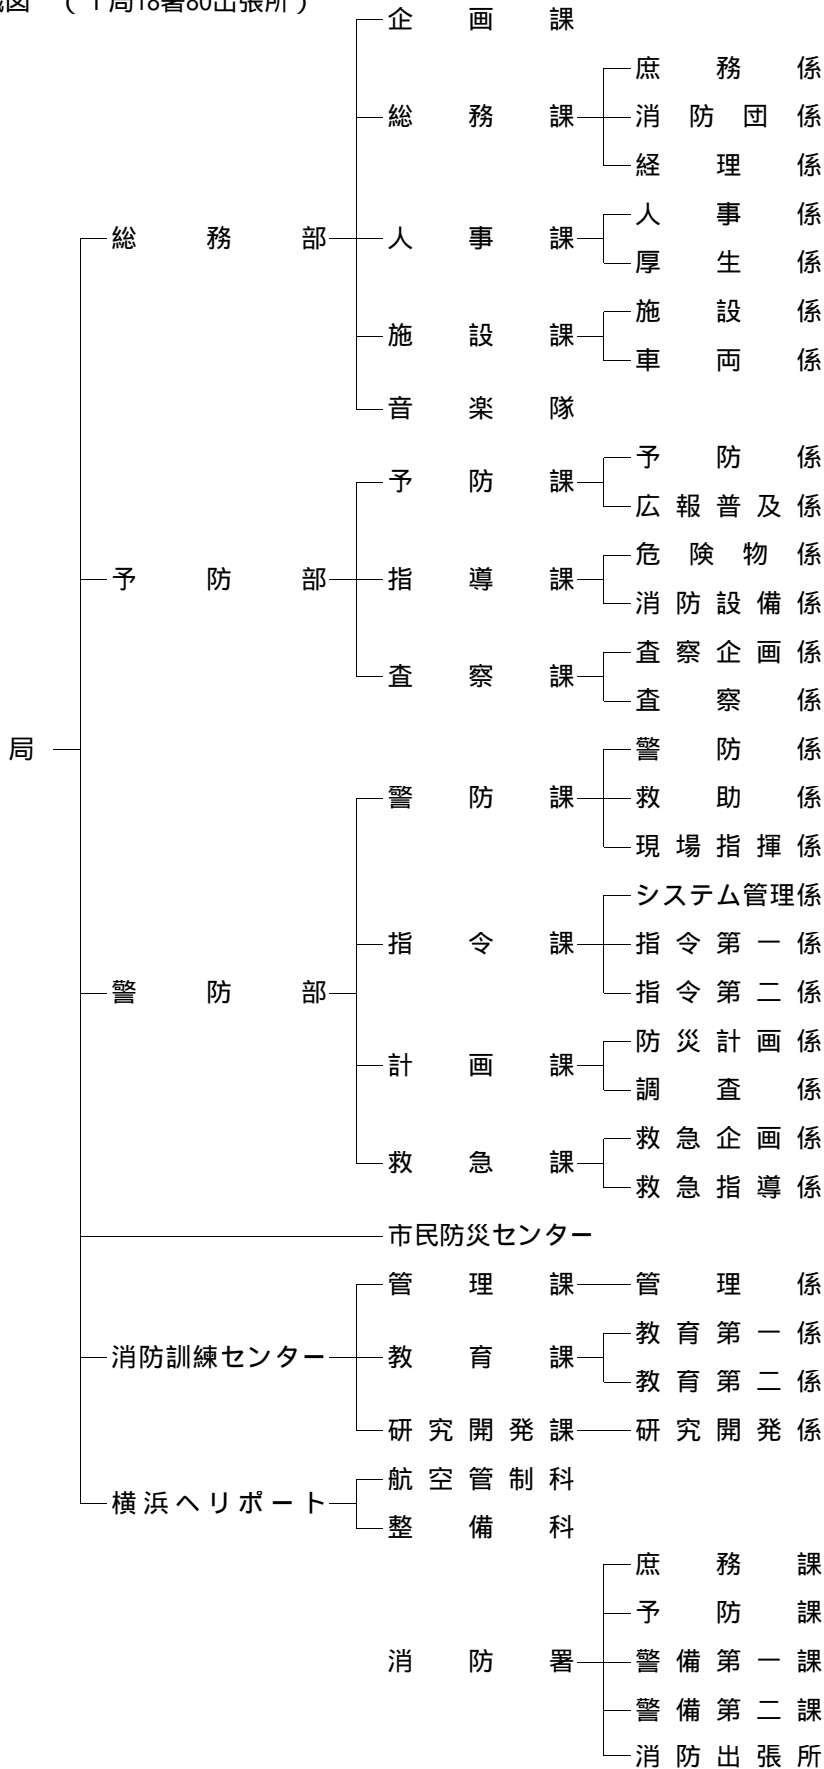 図 （1局18署80出張所）
企画課
庶務係
総務課 消防団係
経理係
人事係
総務部 人事課
厚生係
施設係
施設課
車両係
音楽隊
予防係
予防課
広報普及係
危険物係
予防部 指導課
消防設備係
査察企画係
査察課
査察係
局
警防係
警防課 救助係
現場指揮係
システム管理係
指令課 指令第一係
警防部 指令第二係
防災計画係
計画課
調査係
救急企画係
救急課
救急指導係
市民防災センター
管理課 管理係
教育第一係
消防訓練センター 教育課
教育第二係
研究開発課 研究開発係
航空管制科
横浜ヘリポート
整備科
庶務課
予防課
消防署 警備第一課
警備第二課
消防出張所